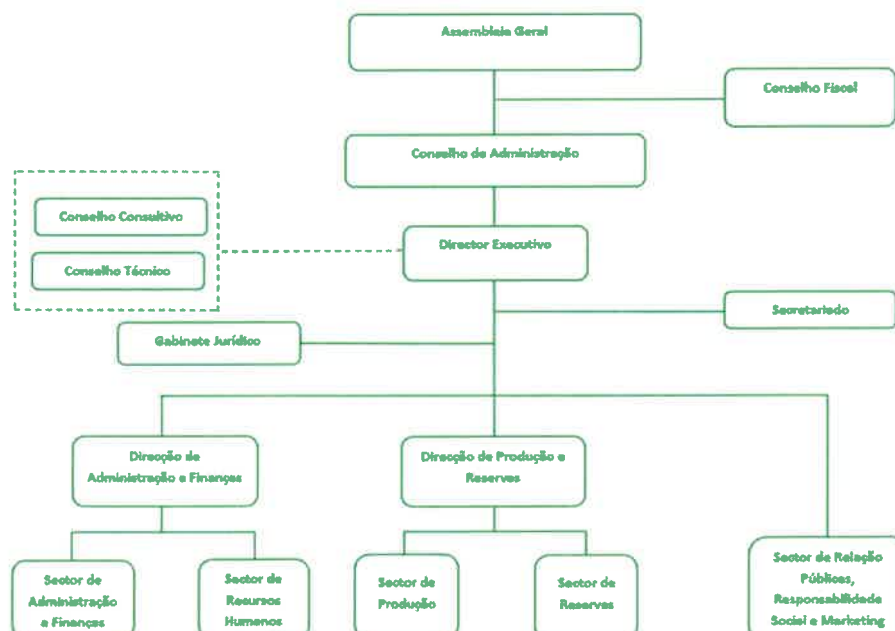 Assembleia Geral
Conselho Fiscal
Conselho de Administração
Conselho Consultivo
Director Executivo
Conselho Técnico
Secretariado
Gabinete Jurídico
Direcção de
Administração e Finanças
Direcção de Produção e
Reservas
Sector de
Administração
e Finanças
Sector de
Recursos
Humanos
Sector de
Produção
Sector de
Reservas
Sector de Relação
Públicas,
Responsabilidade
Social e Marketing